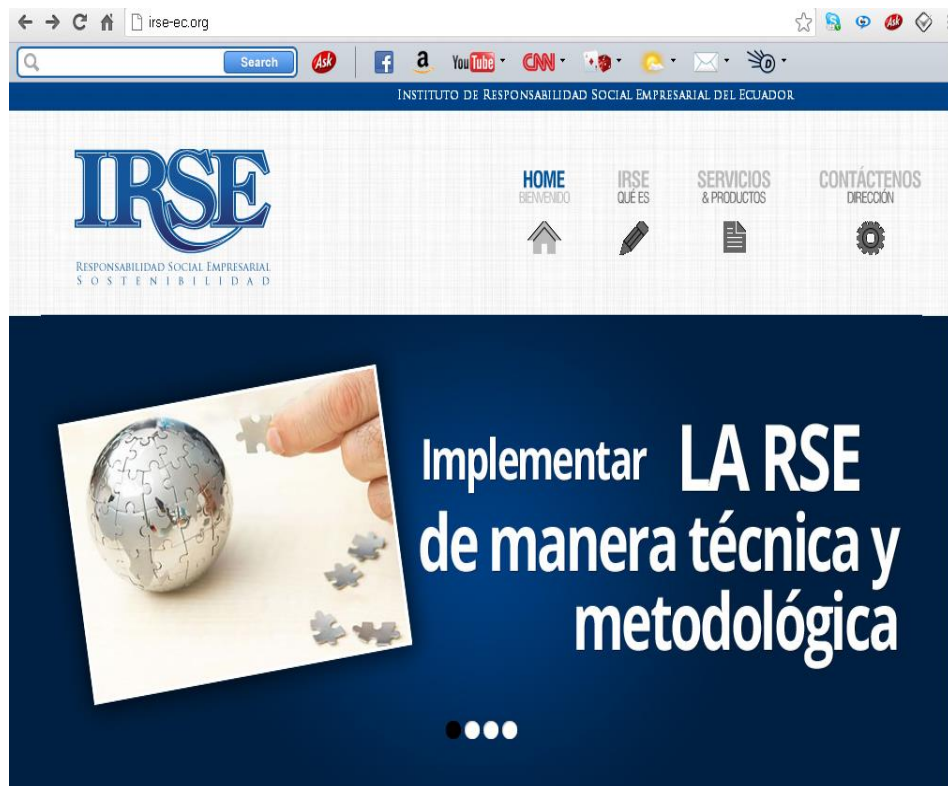 irse-ec.org
Search Ask f a YouTube CNN D
INSTITUTO DE RESPONSABILIDAD SOCIAL EMPRESARIAL DEL ECUADOR
IRSE
RESPONSABILIDAD SOCIAL EMPRESARIAL
SOSTENIBILIDAD
HOME IRSE SERVICIOS CONTÁCTENOS
BIENVENIDO QUÉ ES & PRODUCTOS DIRECCIÓN
Implementar LA RSE
de manera técnica y
metodológica